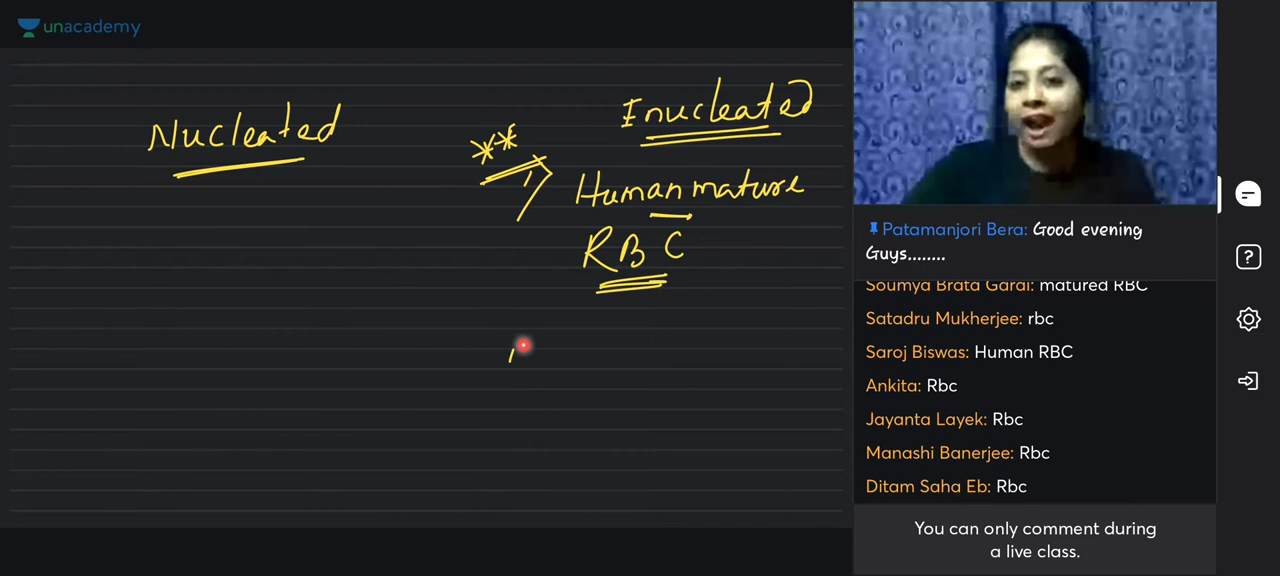 unacademy
Nucleated
Inucleated
**
Human mature
RBC
Patamanjori Bera: Good evening
Guys........
Soumya Brata Garai: matured RBC
Satadru Mukherjee: rbc
Saroj Biswas: Human RBC
Ankita: Rbc
Jayanta Layek: Rbc
Manashi Banerjee: Rbc
Ditam Saha Eb: Rbc
?
You can only comment during
a live class.